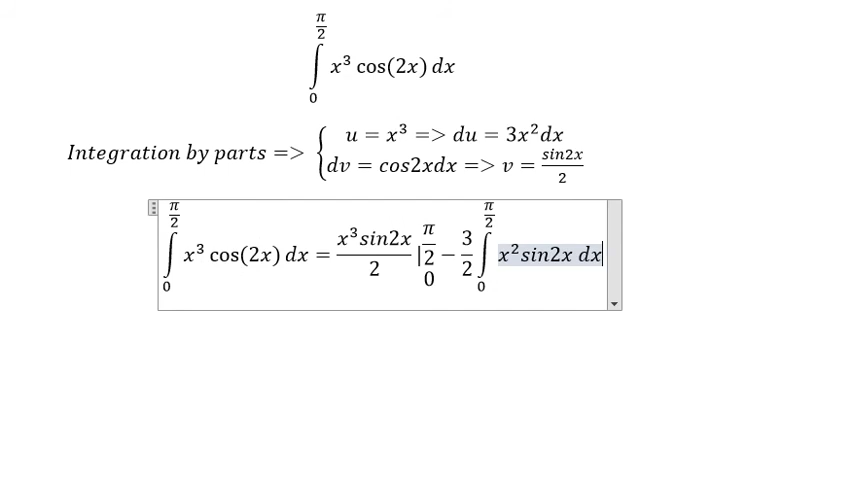 ∫₀^(π/2) x³ cos(2x) dx
Integration by parts => { u = x³ => du = 3x²dx
dv = cos2xdx => v = sin2x/2
∫₀^(π/2) x³ cos(2x) dx = x³sin2x/2 |₀^(π/2) − 3/2 ∫₀^(π/2) x²sin2x dx